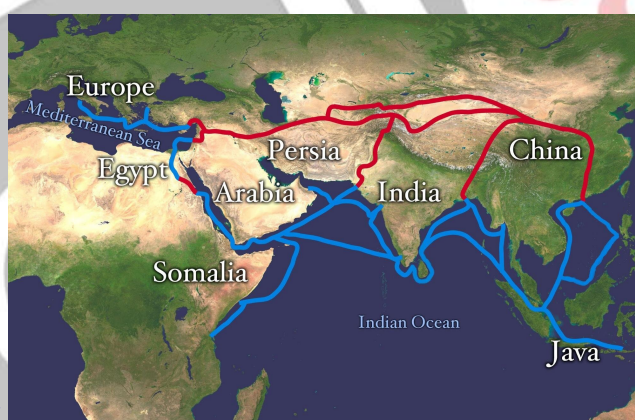 Europe
Mediterranean Sea
Egypt
Persia
China
Arabia
India
Somalia
Indian Ocean
Java